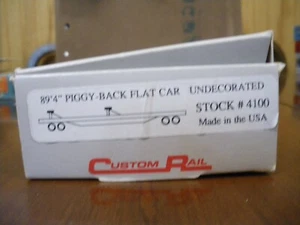 89'4" PIGGY-BACK FLAT CAR UNDECORATED
STOCK # 4100
Made in the USA
CUSTOM RAIL